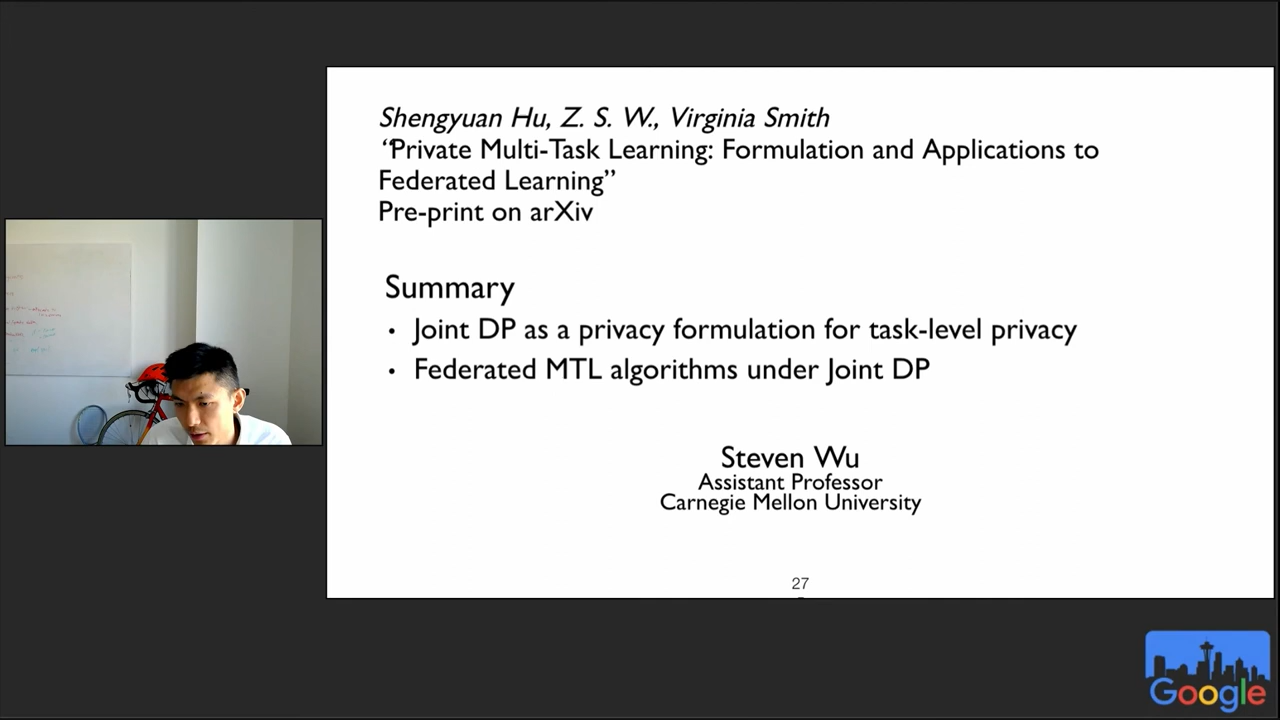 Shengyuan Hu, Z. S. W., Virginia Smith
“Private Multi-Task Learning: Formulation and Applications to
Federated Learning”
Pre-print on arXiv
Summary
• Joint DP as a privacy formulation for task-level privacy
• Federated MTL algorithms under Joint DP
Steven Wu
Assistant Professor
Carnegie Mellon University
27
Google